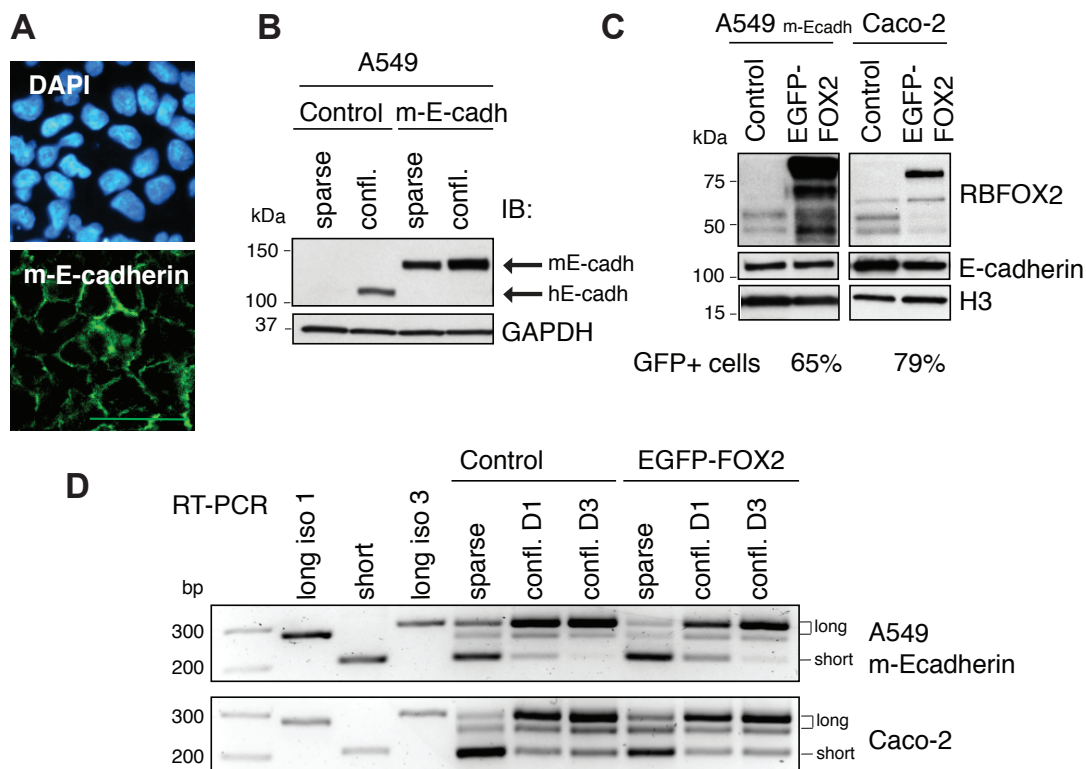 A
DAPI
m-E-cadherin
B
A549
Control m-E-cadh
sparse confl. sparse confl.
IB:
kDa
150
100
37
mE-cadh
hE-cadh
GAPDH
C
A549 m-Ecadh Caco-2
Control EGFP-FOX2 Control EGFP-FOX2
kDa
75
50
100
15
RBFOX2
E-cadherin
H3
GFP+ cells 65% 79%
D
Control EGFP-FOX2
RT-PCR
long iso 1 short long iso 3 sparse confl. D1 confl. D3 sparse confl. D1 confl. D3
bp
300
200
long
short
A549
m-Ecadherin
300
200
long
short
Caco-2